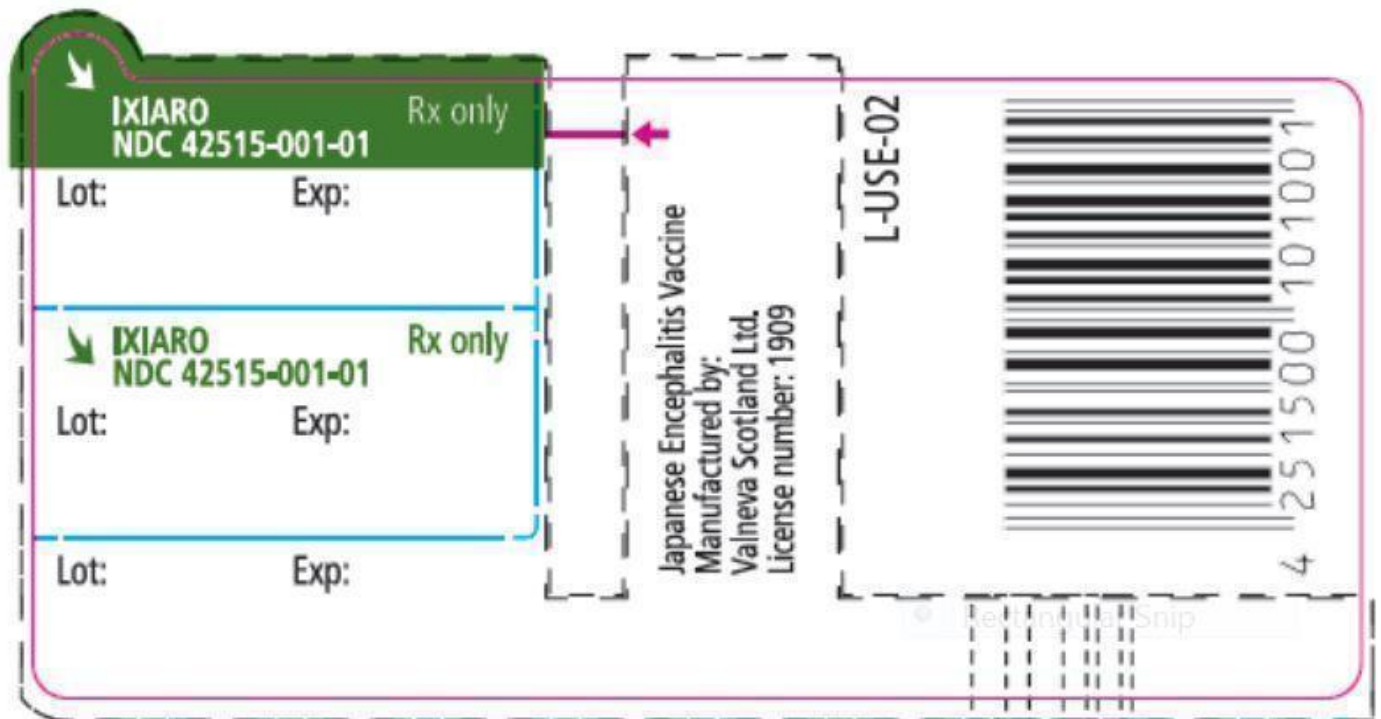 IXIARO Rx only
NDC 42515-001-01
Lot: Exp:
IXIARO Rx only
NDC 42515-001-01
Lot: Exp:
Lot: Exp:
Japanese Encephalitis Vaccine
Manufactured by:
Valneva Scotland Ltd.
License number: 1909
L-USE-02
4 251500 101001
Rectangular Snip